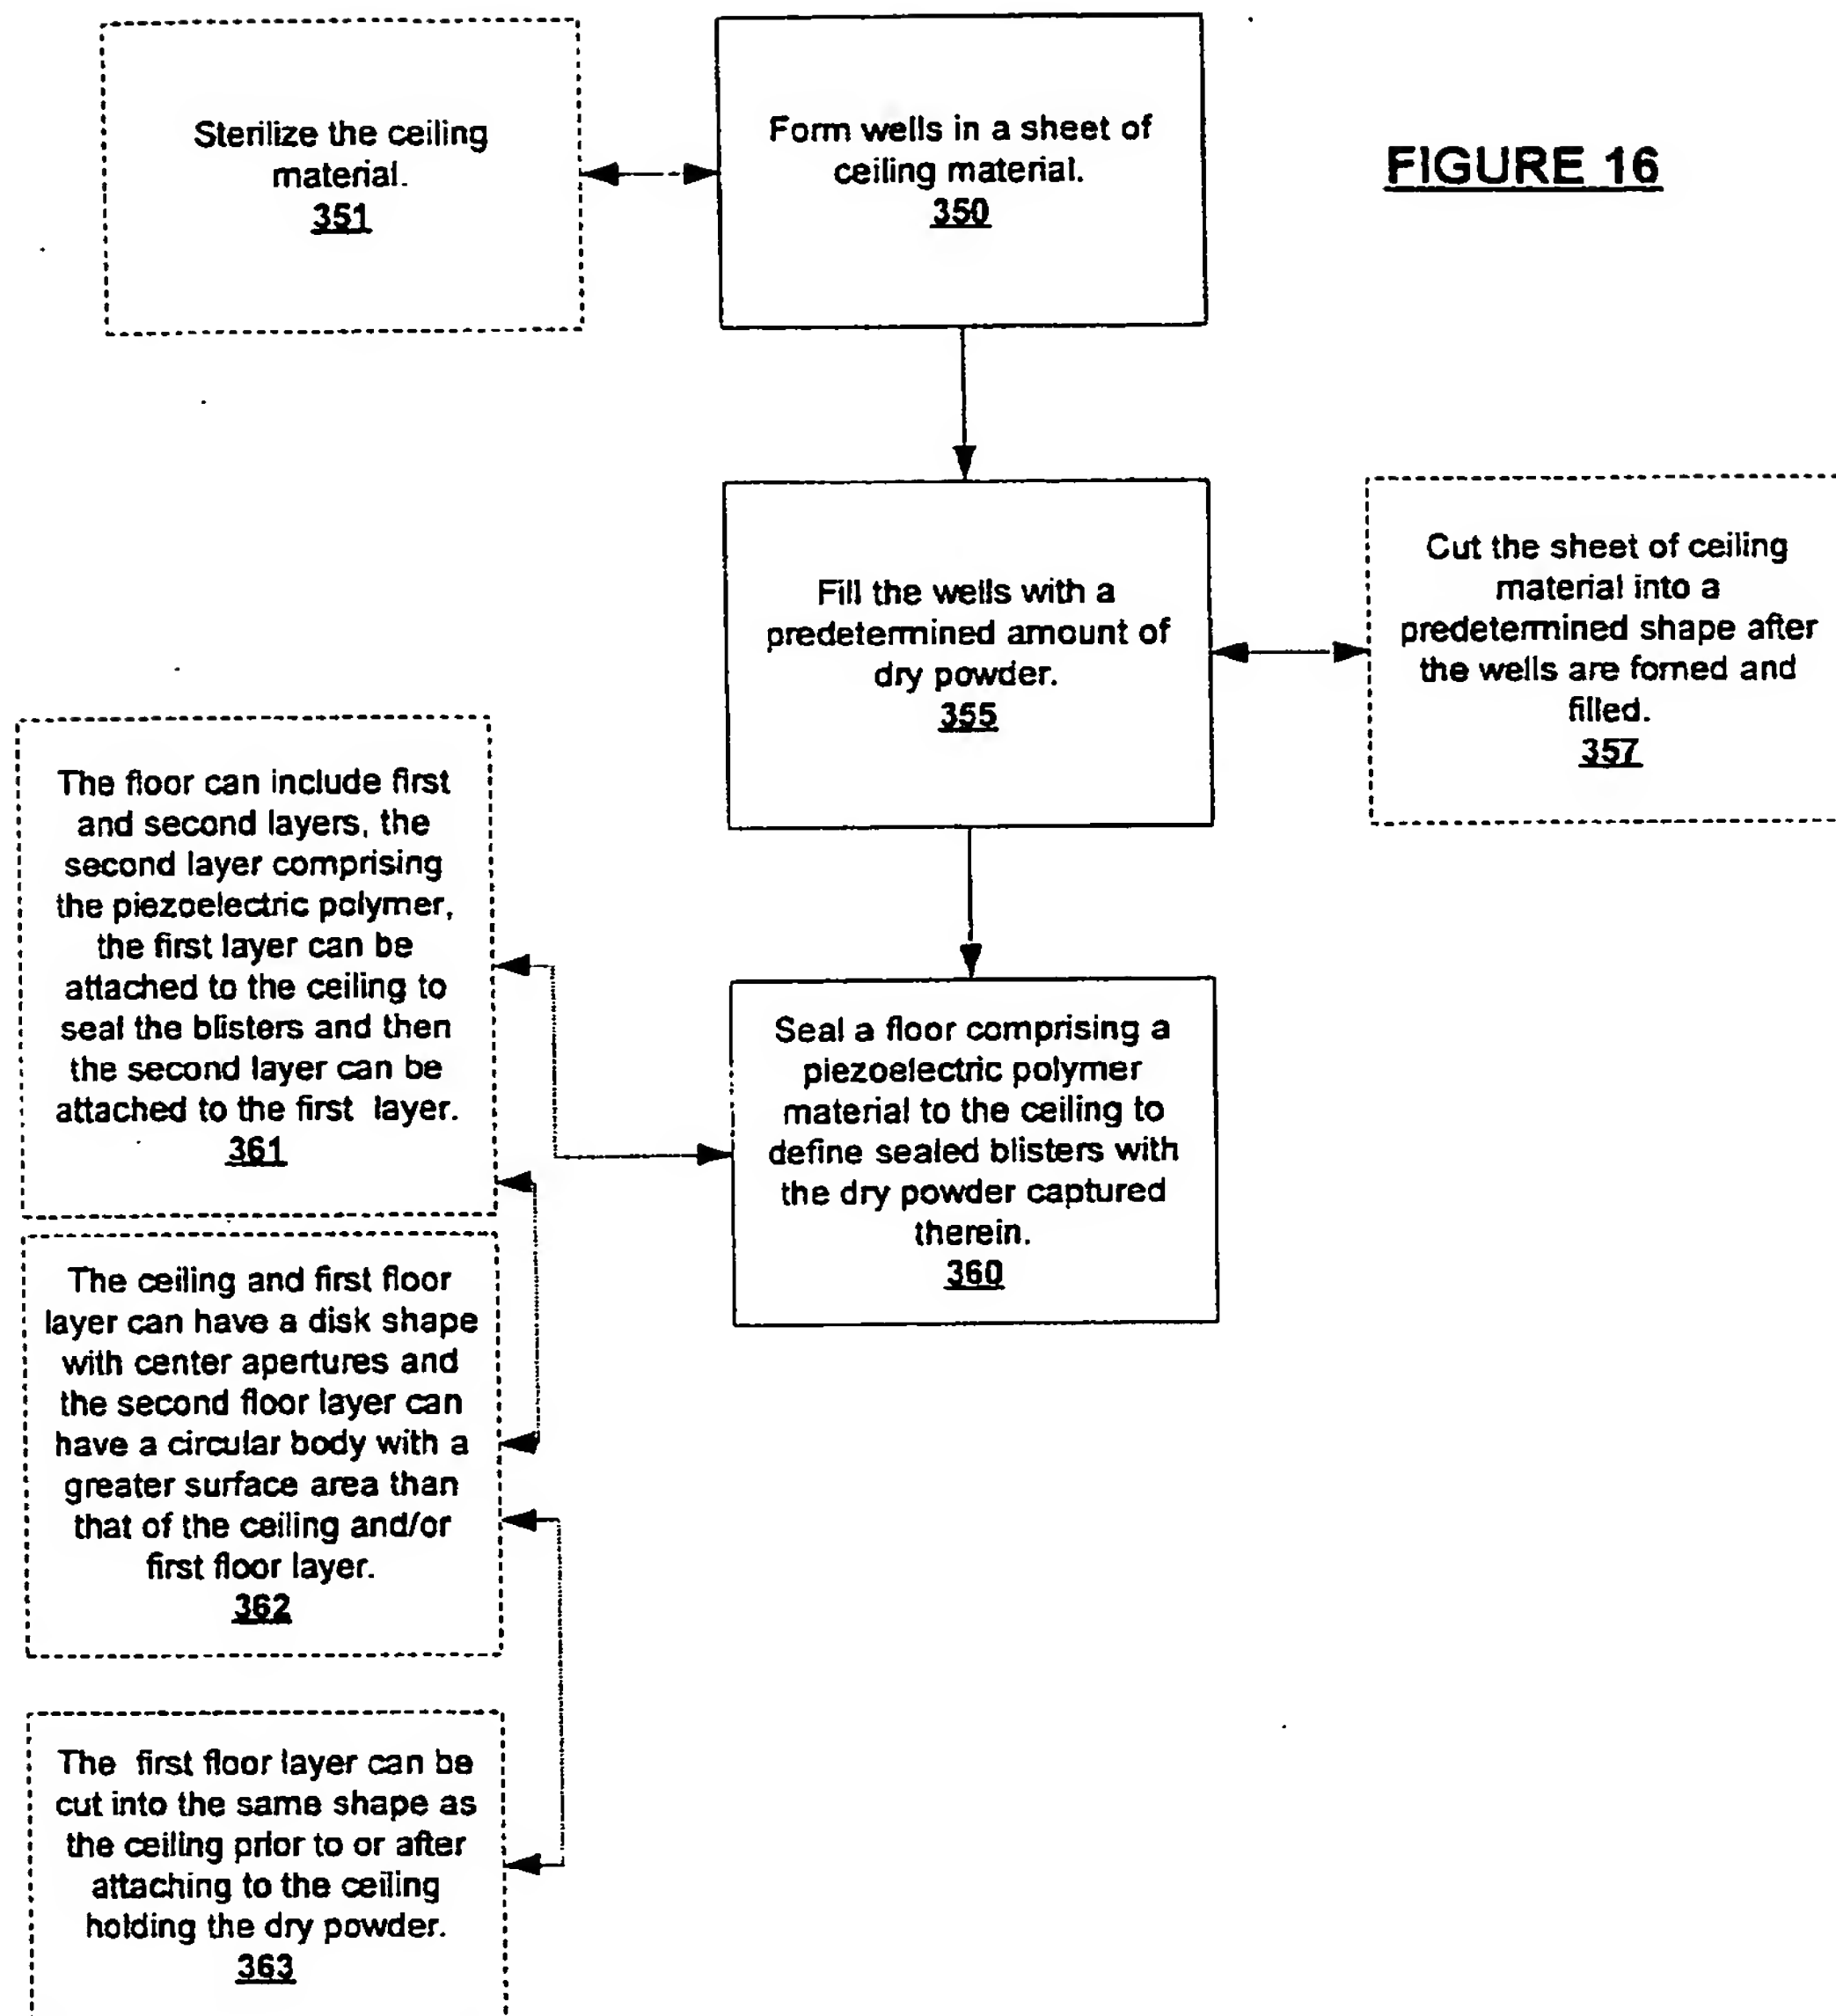 Sterilize the ceiling
material.
351
Form wells in a sheet of
ceiling material.
350
FIGURE 16
Fill the wells with a
predetermined amount of
dry powder.
355
Cut the sheet of ceiling
material into a
predetermined shape after
the wells are forned and
filled.
357
The floor can include first
and second layers, the
second layer comprising
the piezoelectric polymer,
the first layer can be
attached to the ceiling to
seal the blisters and then
the second layer can be
attached to the first layer.
361
Seal a floor comprising a
piezoelectric polymer
material to the ceiling to
define sealed blisters with
the dry powder captured
therein.
360
The ceiling and first floor
layer can have a disk shape
with center apertures and
the second floor layer can
have a circular body with a
greater surface area than
that of the ceiling and/or
first floor layer.
362
The first floor layer can be
cut into the same shape as
the ceiling prior to or after
attaching to the ceiling
holding the dry powder.
363